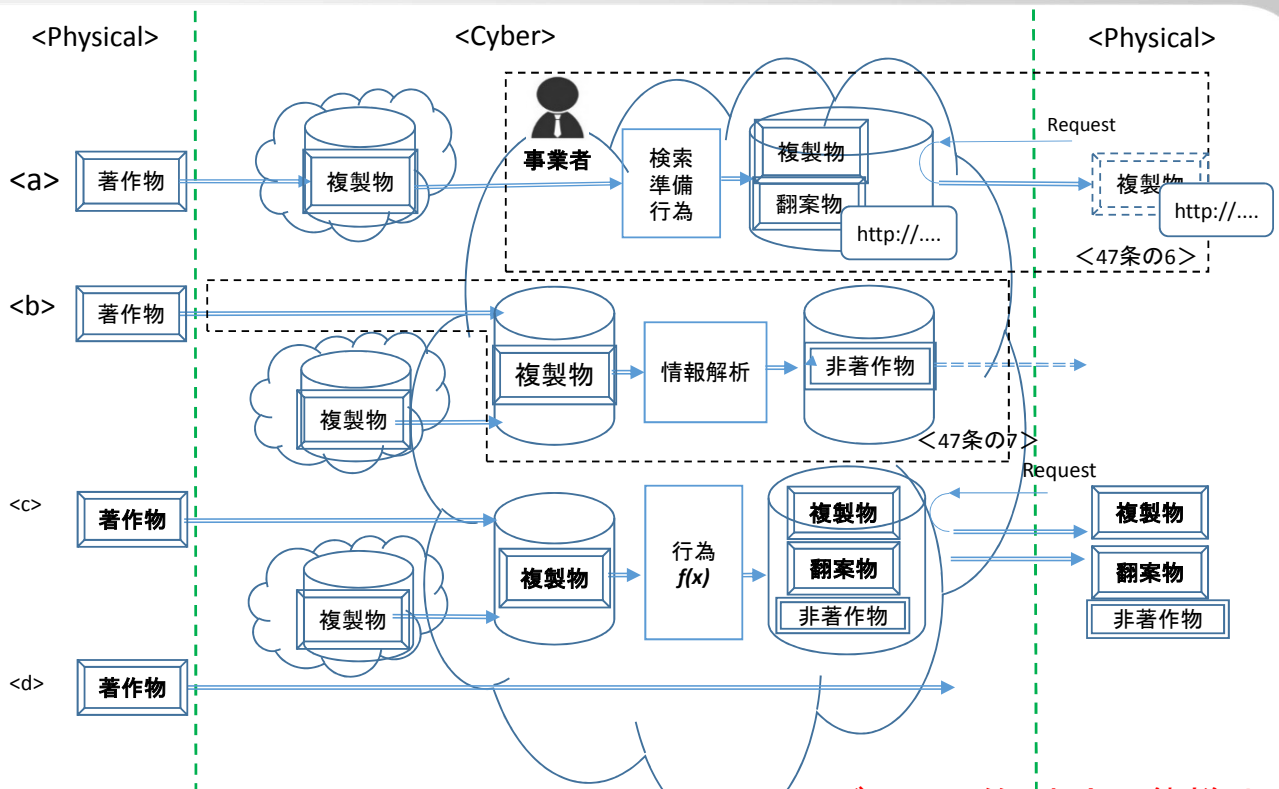 <Physical>
<Cyber>
<Physical>
<a>
著作物
複製物
事業者
検索
準備
行為
複製物
翻案物
http://....
Request
複製物
http://....
＜47条の6＞
<b>
著作物
複製物
複製物
情報解析
非著作物
＜47条の7＞
<c>
著作物
複製物
複製物
行為
f(x)
複製物
翻案物
非著作物
Request
複製物
翻案物
非著作物
<d>
著作物